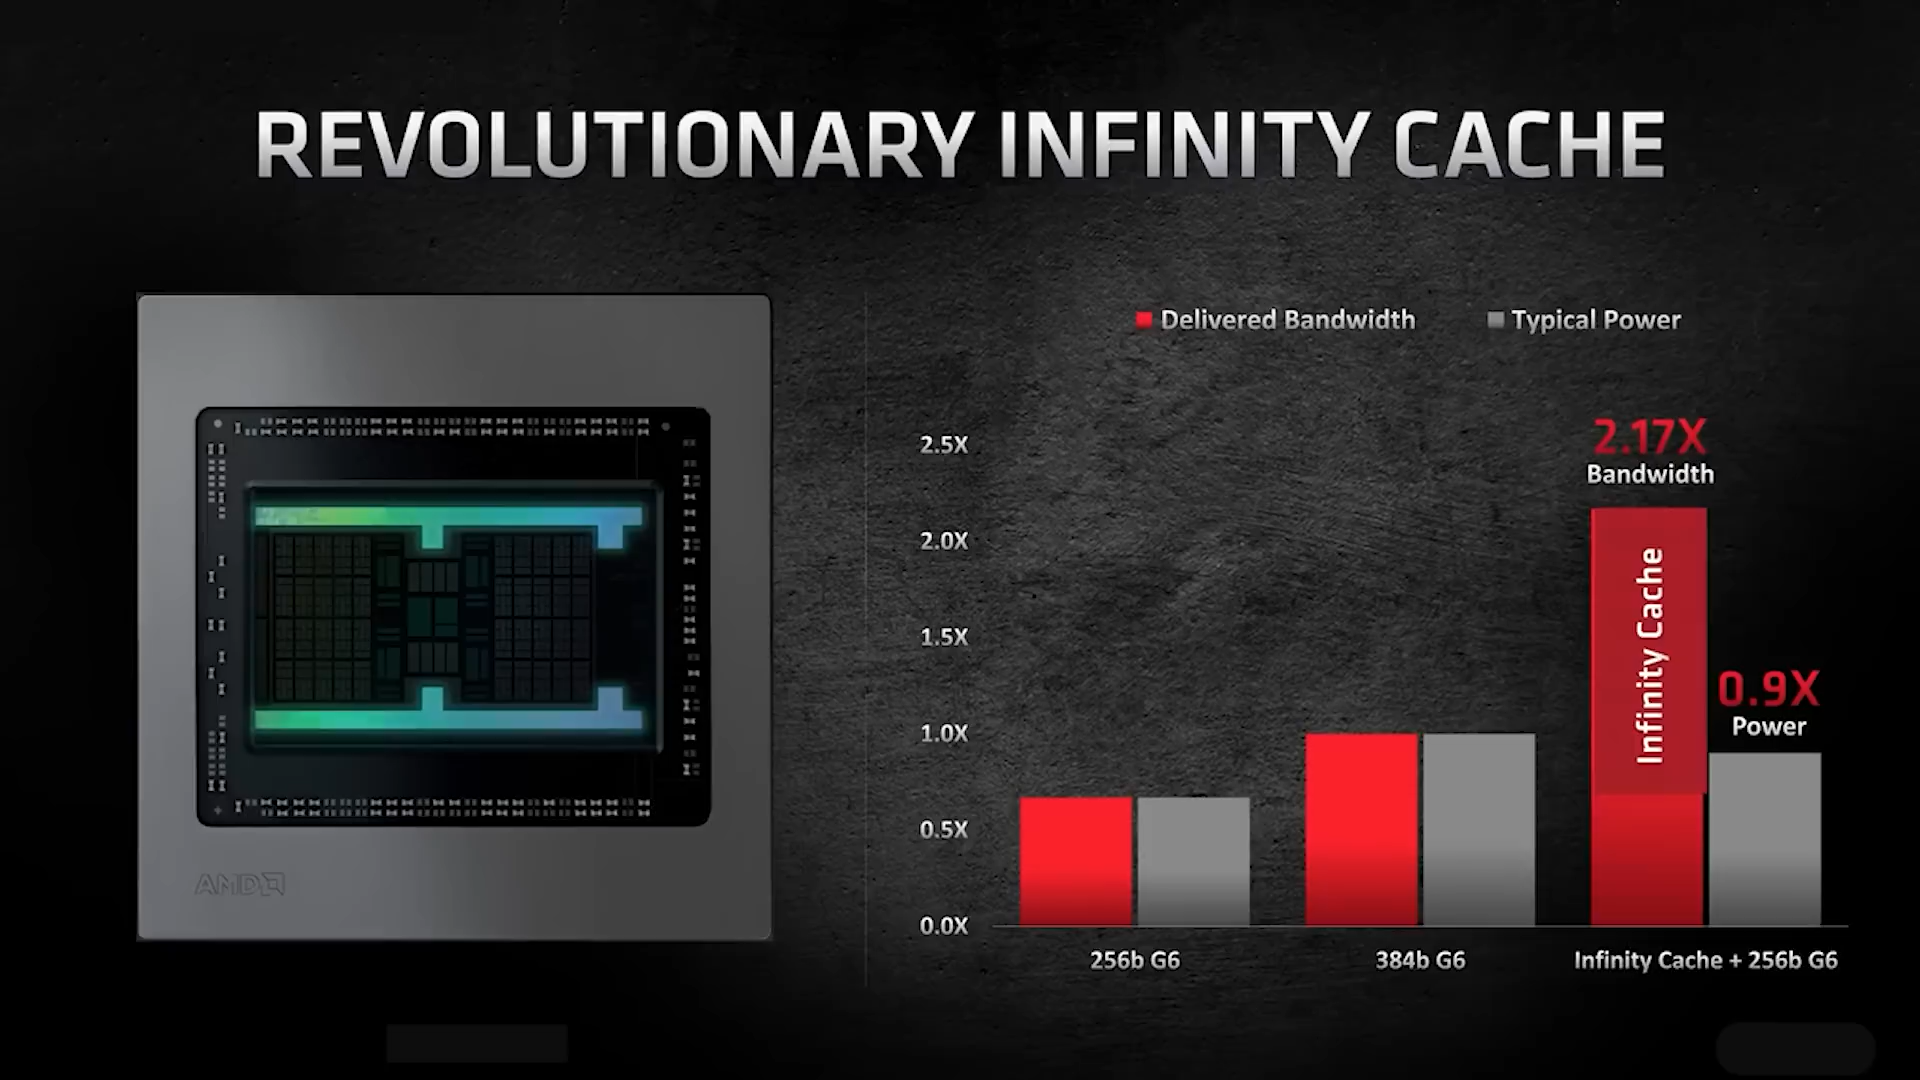 REVOLUTIONARY INFINITY CACHE
AMD
Delivered Bandwidth
Typical Power
2.5X
2.0X
1.5X
1.0X
0.5X
0.0X
2.17X
Bandwidth
Infinity Cache
0.9X
Power
256b G6
384b G6
Infinity Cache + 256b G6